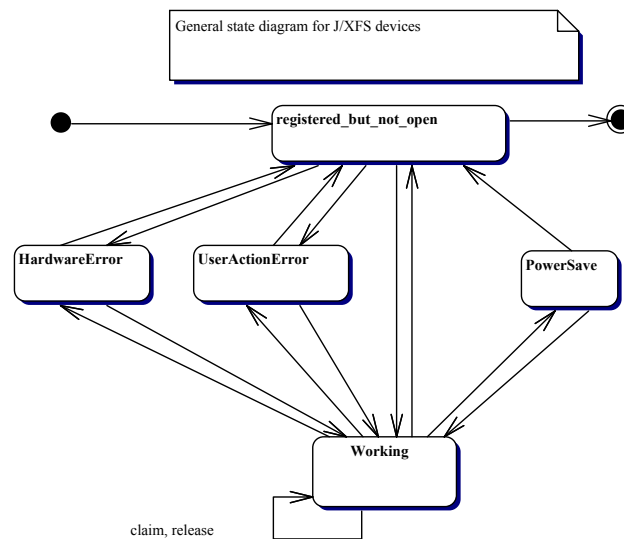 General state diagram for J/XFS devices
registered_but_not_open
HardwareError
UserActionError
PowerSave
Working
claim, release